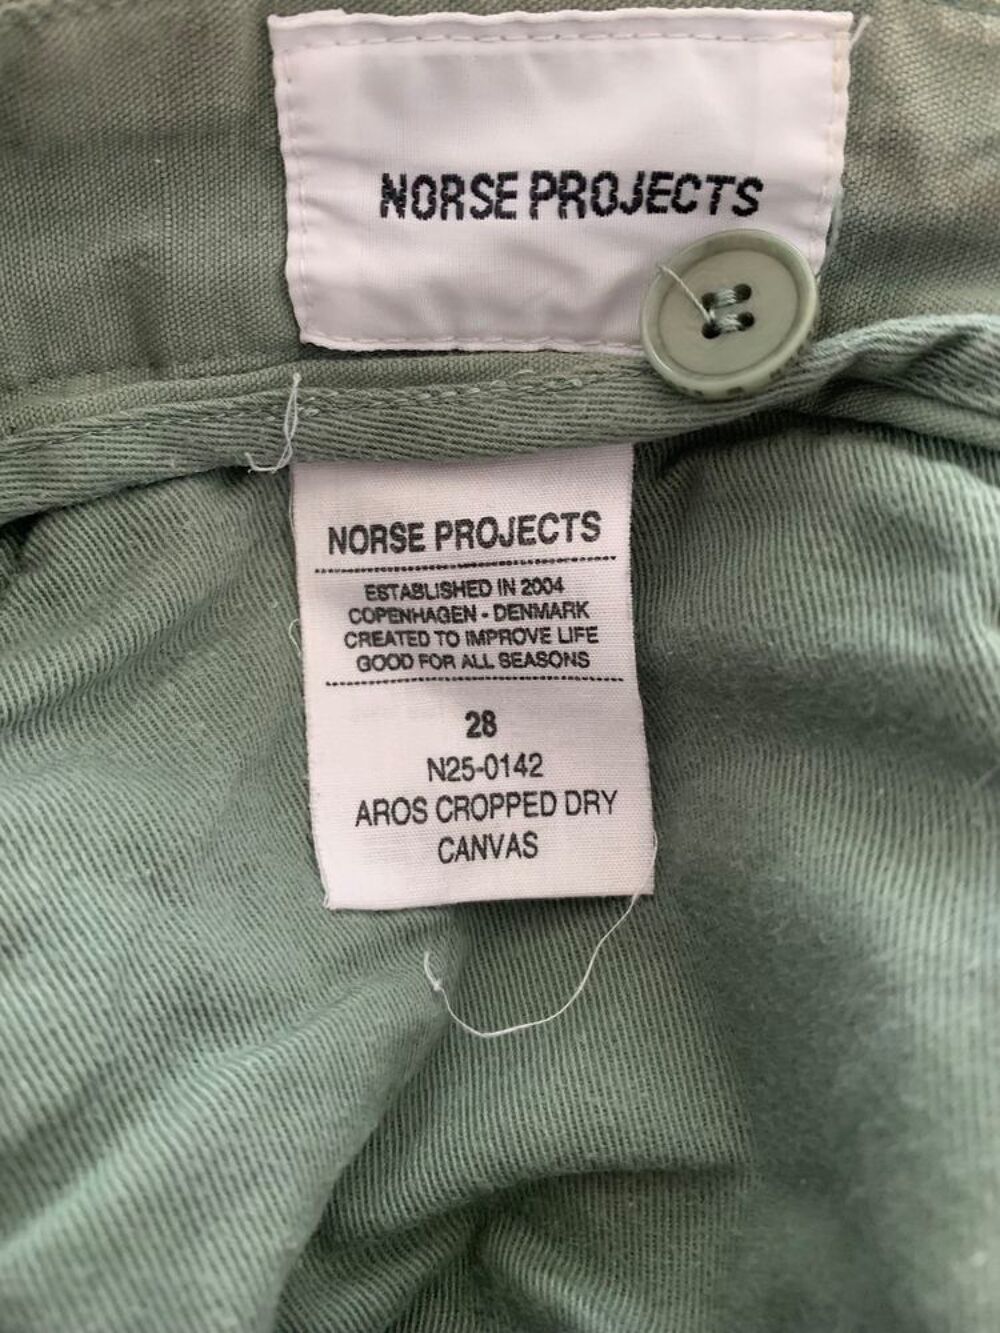 NORSE PROJECTS
NORSE PROJECTS
ESTABLISHED IN 2004
COPENHAGEN - DENMARK
CREATED TO IMPROVE LIFE
GOOD FOR ALL SEASONS
28
N25-0142
AROS CROPPED DRY
CANVAS